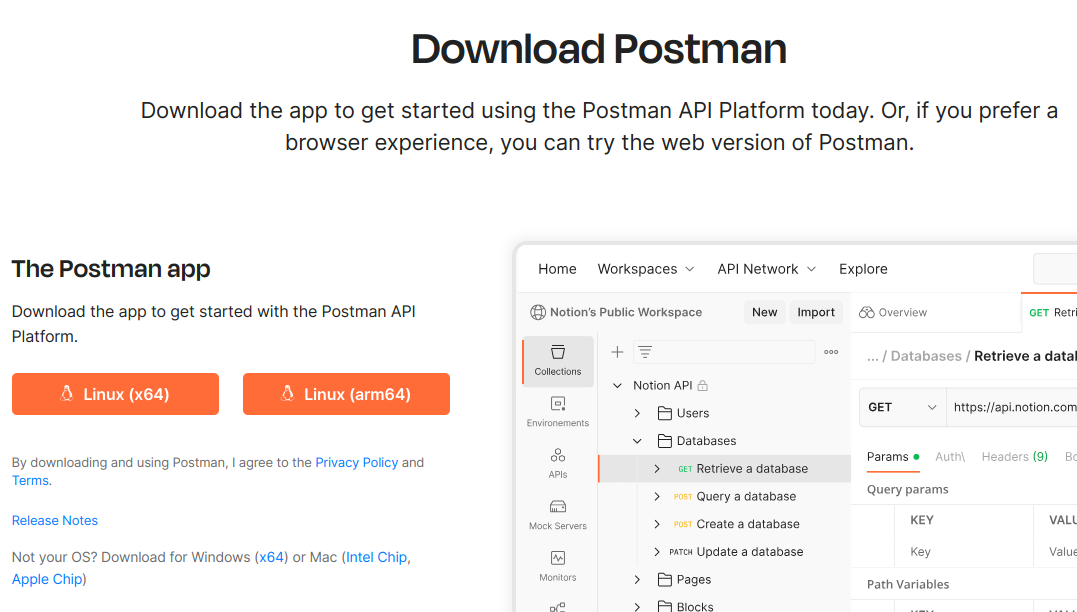 Download Postman
Download the app to get started using the Postman API Platform today. Or, if you prefer a
browser experience, you can try the web version of Postman.
The Postman app
Download the app to get started with the Postman API
Platform.
Linux (x64)
Linux (arm64)
By downloading and using Postman, I agree to the Privacy Policy and
Terms.
Release Notes
Not your OS? Download for Windows (x64) or Mac (Intel Chip,
Apple Chip)
Home Workspaces API Network Explore
Notion's Public Workspace New Import
Collections
Environements
APIs
Mock Servers
Monitors
Notion API
Users
Databases
GET Retrieve a database
POST Query a database
POST Create a database
PATCH Update a database
Pages
Blocks
Overview
GET Retri
... / Databases / Retrieve a datal
GET https://api.notion.com
Params Auth\ Headers (9) Bo
Query params
KEY VALU
Key Value
Path Variables